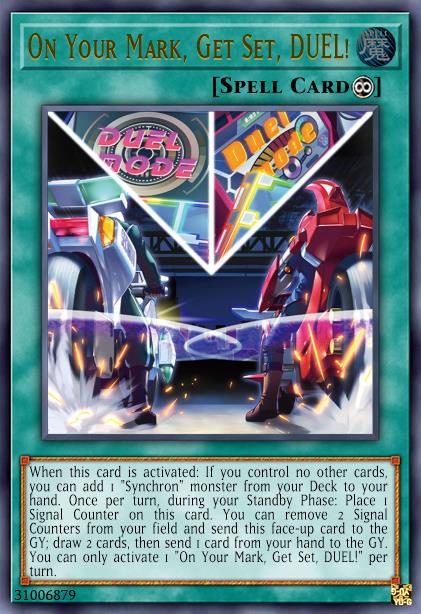 On Your Mark, Get Set, DUEL!
魔
[Spell Card]
DUEL
MODE
Duel
Mode
When this card is activated: If you control no other cards,
you can add 1 "Synchron" monster from your Deck to your
hand. Once per turn, during your Standby Phase: Place 1
Signal Counter on this card. You can remove 2 Signal
Counters from your field and send this face-up card to the
GY; draw 2 cards, then send 1 card from your hand to the GY.
You can only activate 1 "On Your Mark, Get Set, DUEL!" per
turn.
31006879